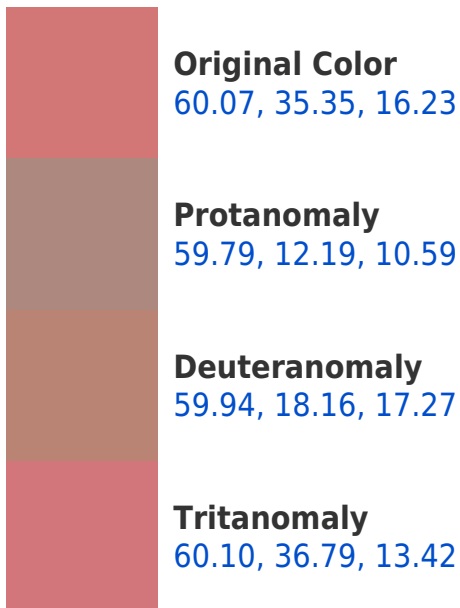 Original Color
60.07, 35.35, 16.23
Protanomaly
59.79, 12.19, 10.59
Deuteranomaly
59.94, 18.16, 17.27
Tritanomaly
60.10, 36.79, 13.42